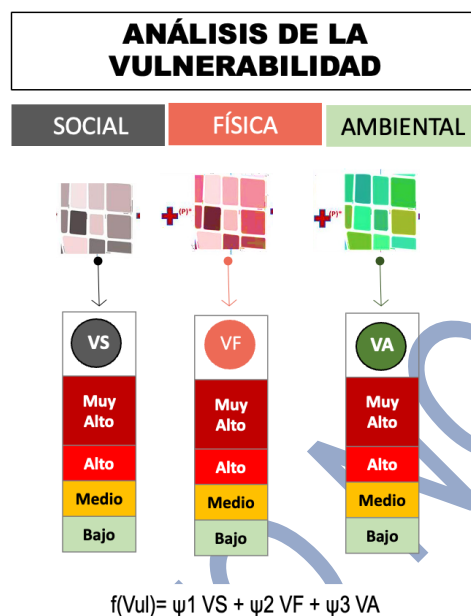 ANÁLISIS DE LA
VULNERABILIDAD
SOCIAL
FÍSICA
AMBIENTAL
+(P)*
+(P)*
VS
VF
VA
Muy
Alto
Muy
Alto
Muy
Alto
Alto
Alto
Alto
Medio
Medio
Medio
Bajo
Bajo
Bajo
f(Vul)= ψ1 VS + ψ2 VF + ψ3 VA